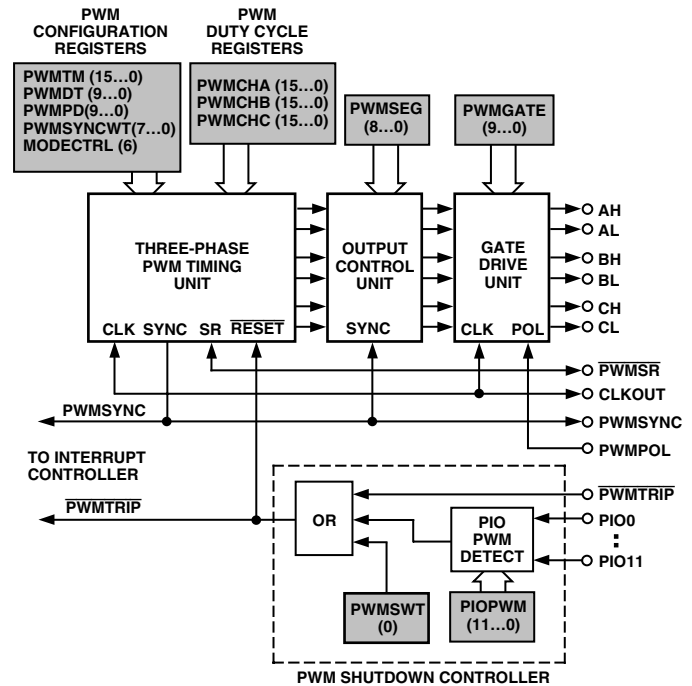 PWM
CONFIGURATION
REGISTERS
PWM
DUTY CYCLE
REGISTERS
PWMTM (15...0)
PWMDT (9...0)
PWMPD(9...0)
PWMSYNCWT(7...0)
MODECTRL (6)
PWMCHA (15...0)
PWMCHB (15...0)
PWMCHC (15...0)
PWMSEG
(8...0)
PWMGATE
(9...0)
THREE-PHASE
PWM TIMING
UNIT
CLK SYNC SR RESET
OUTPUT
CONTROL
UNIT
SYNC
GATE
DRIVE
UNIT
CLK POL
AH
AL
BH
BL
CH
CL
PWMSR
CLKOUT
PWMSYNC
PWMSYNC
PWMPOL
TO INTERRUPT
CONTROLLER
PWMTRIP
PWMTRIP
OR
PIO
PWM
DETECT
PIO0
:
PIO11
PWMSWT
(0)
PIOPWM
(11...0)
PWM SHUTDOWN CONTROLLER